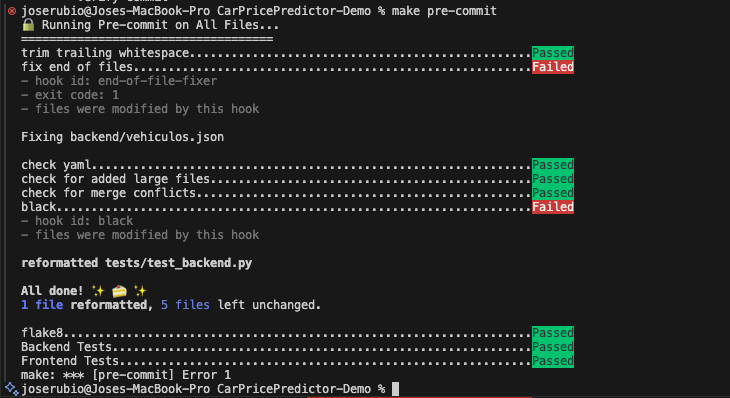 joserubio@Joses-MacBook-Pro CarPricePredictor-Demo % make pre-commit
🔒 Running Pre-commit on All Files...
====================================
trim trailing whitespace.................................................Passed
fix end of files.........................................................Failed
- hook id: end-of-file-fixer
- exit code: 1
- files were modified by this hook
Fixing backend/vehiculos.json
check yaml...............................................................Passed
check for added large files..............................................Passed
check for merge conflicts................................................Passed
black....................................................................Failed
- hook id: black
- files were modified by this hook
reformatted tests/test_backend.py
All done! ✨ 🍰 ✨
1 file reformatted, 5 files left unchanged.
flake8...................................................................Passed
Backend Tests............................................................Passed
Frontend Tests...........................................................Passed
make: *** [pre-commit] Error 1
joserubio@Joses-MacBook-Pro CarPricePredictor-Demo %